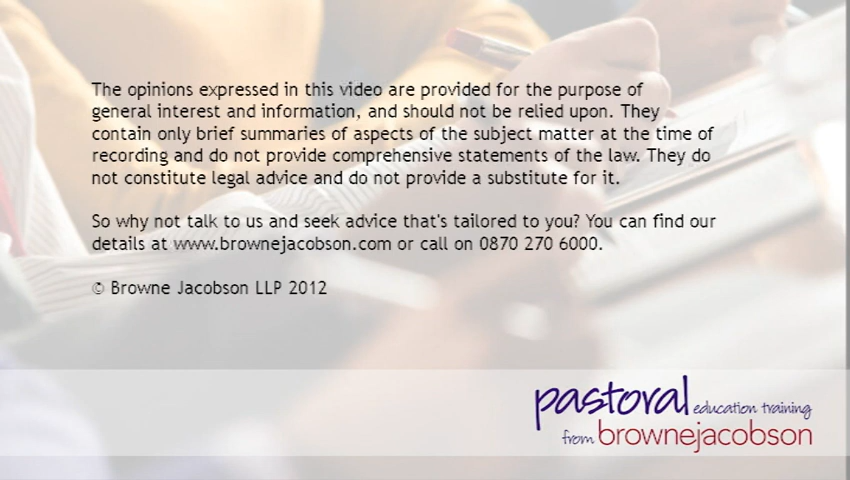 The opinions expressed in this video are provided for the purpose of
general interest and information, and should not be relied upon. They
contain only brief summaries of aspects of the subject matter at the time of
recording and do not provide comprehensive statements of the law. They do
not constitute legal advice and do not provide a substitute for it.
So why not talk to us and seek advice that's tailored to you? You can find our
details at www.brownejacobson.com or call on 0870 270 6000.
© Browne Jacobson LLP 2012
pastoral education training
from brownejacobson